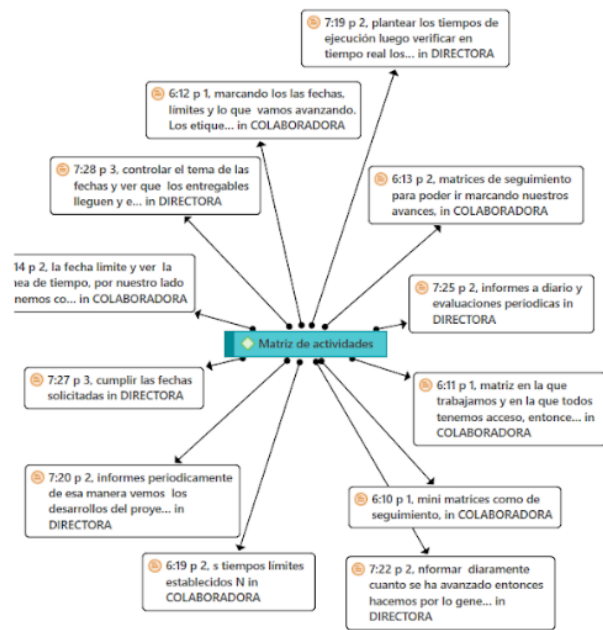 7:19 p 2, plantear los tiempos de
ejecución luego verificar en
tiempo real los... in DIRECTORA
6:12 p 1, marcando los las fechas,
límites y lo que vamos avanzando.
Los etique... in COLABORADORA
7:28 p 3, controlar el tema de las
fechas y ver que los entregables
lleguen y e... in DIRECTORA
6:13 p 2, matrices de seguimiento
para poder ir marcando nuestros
avances, in COLABORADORA
14 p 2, la fecha límite y ver la
nea de tiempo, por nuestro lado
nemos co... in COLABORADORA
7:25 p 2, informes a diario y
evaluaciones periodicas in
DIRECTORA
Matriz de actividades
7:27 p 3, cumplir las fechas
solicitadas in DIRECTORA
6:11 p 1, matriz en la que
trabajamos y en la que todos
tenemos acceso, entonce... in
COLABORADORA
7:20 p 2, informes periodicamente
de esa manera vemos los
desarrollos del proye... in
DIRECTORA
6:10 p 1, mini matrices como de
seguimiento, in COLABORADORA
6:19 p 2, s tiempos límites
establecidos N in
COLABORADORA
7:22 p 2, nformar diaramente
cuanto se ha avanzado entonces
hacemos por lo gene... in
DIRECTORA